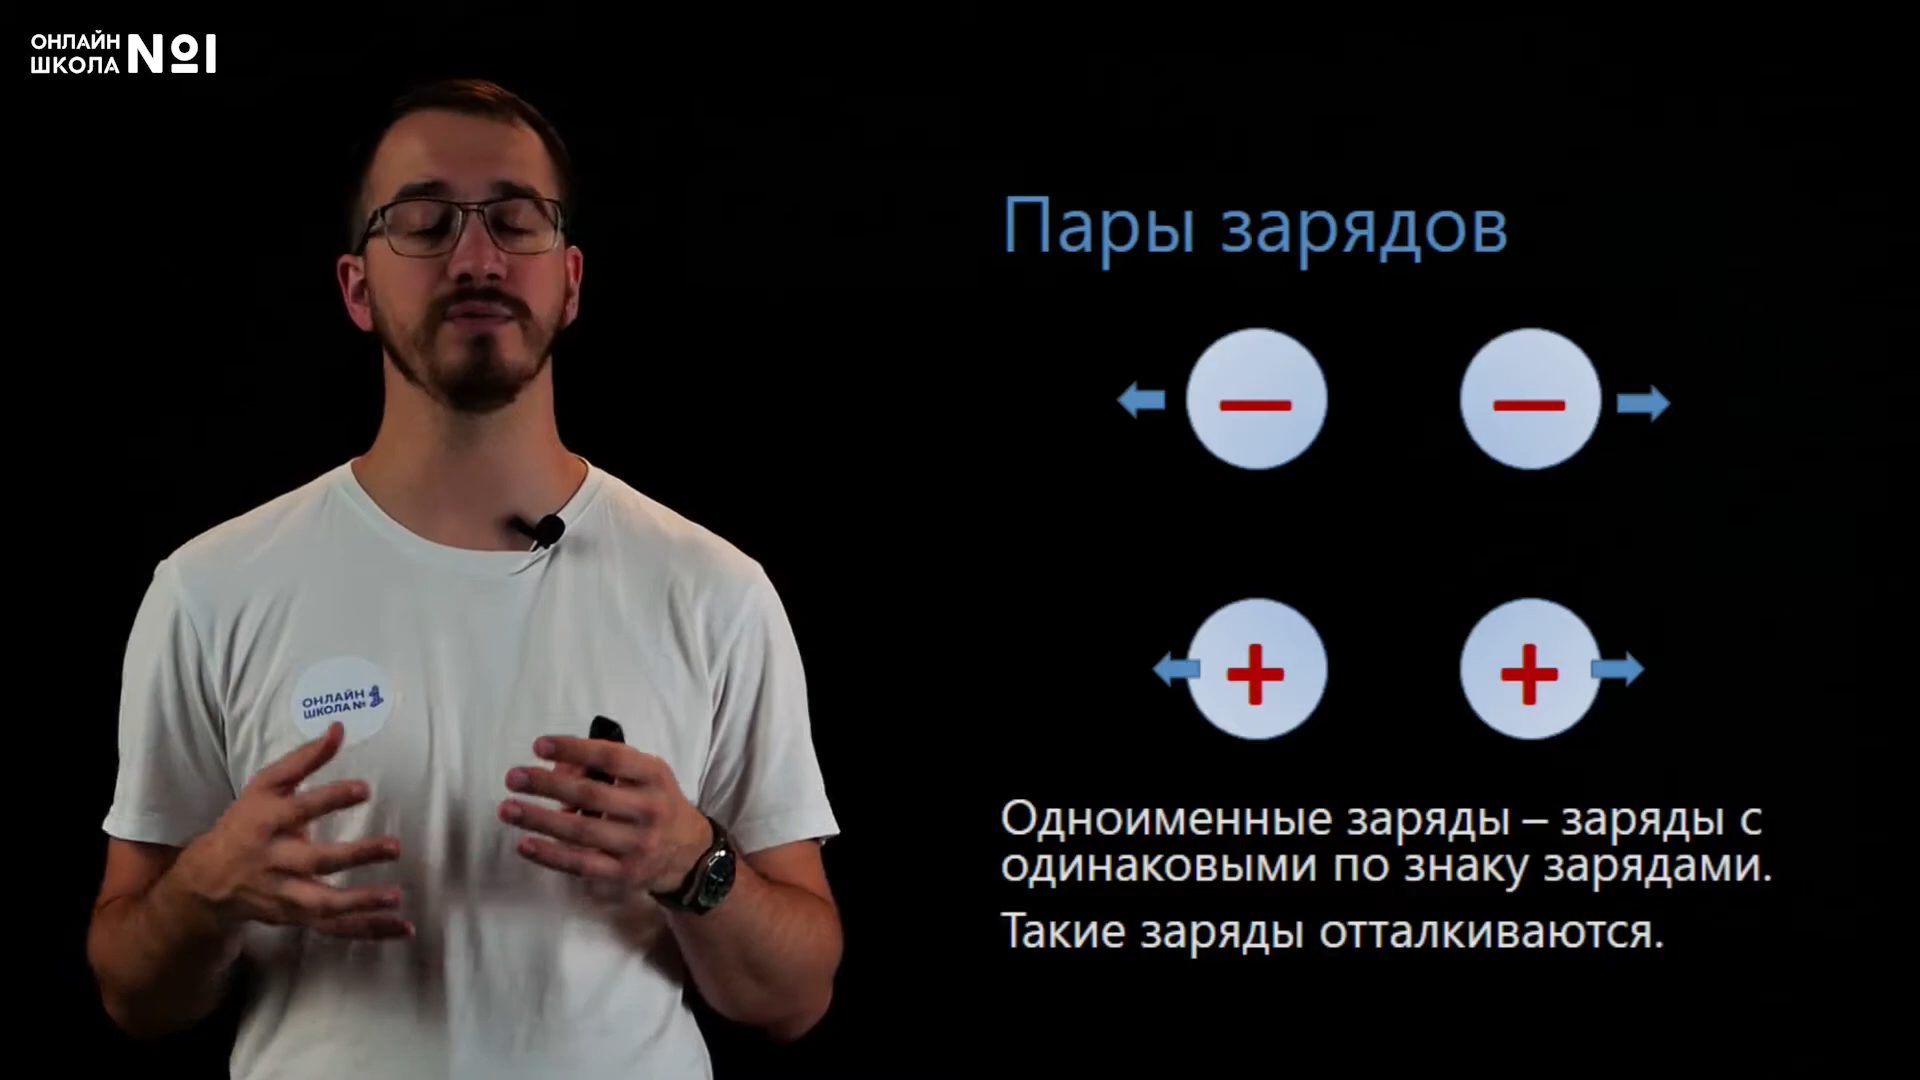 ОНЛАЙН
ШКОЛА №1
Пары зарядов
Одноименные заряды – заряды с
одинаковыми по знаку зарядами.
Такие заряды отталкиваются.
ОНЛАЙН
ШКОЛА №1